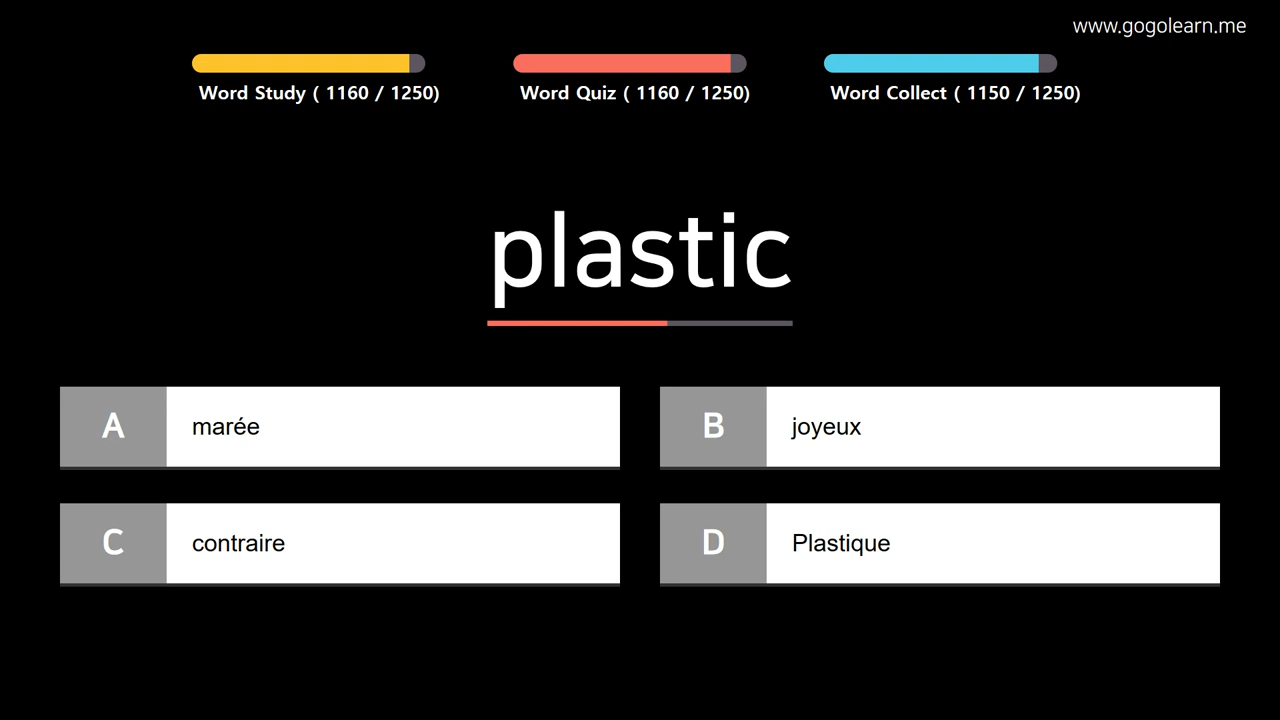 www.gogolearn.me
Word Study ( 1160 / 1250)
Word Quiz ( 1160 / 1250)
Word Collect ( 1150 / 1250)
plastic
A marée
B joyeux
C contraire
D Plastique